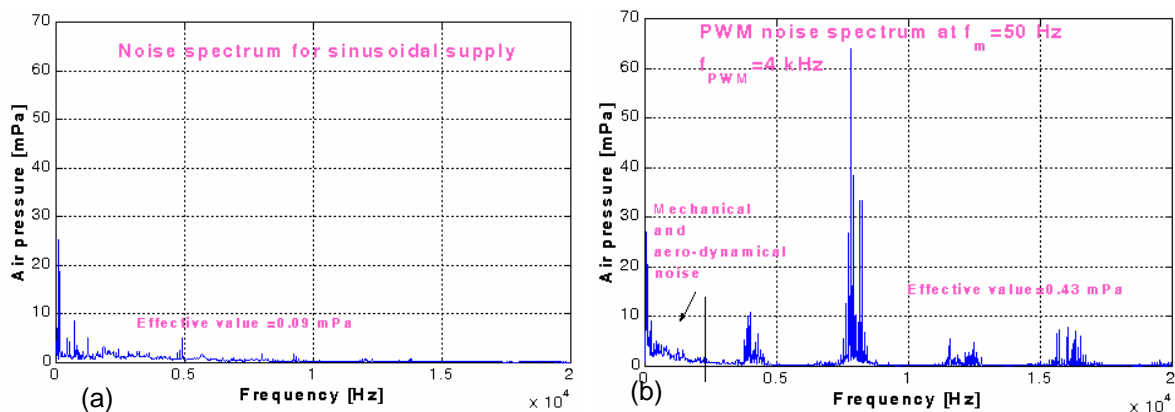 70
60
50
40
30
20
10
0
Air pressure [mPa]
Noise spectrum for sinusoidal supply
Effective value =0.09 mPa
0 0.5 1 1.5 2
Frequency [Hz]
x 10^4
(a)
70
60
50
40
30
20
10
0
Air pressure [mPa]
PWM noise spectrum at f_m=50 Hz
f_PWM=4 kHz
Mechanical
and
aero-dynamical
noise
Effective value=0.43 mPa
0 0.5 1 1.5 2
Frequency [Hz]
x 10^4
(b)